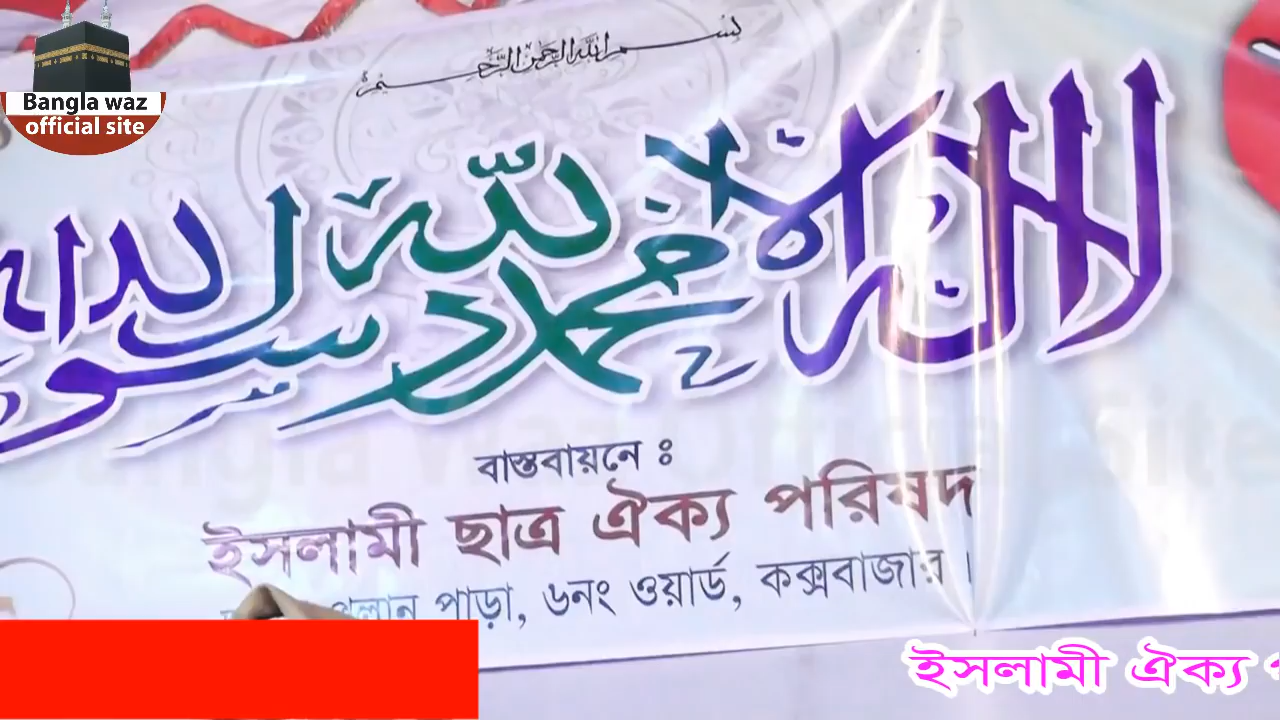 Bangla waz
official site
بسم الله الرحمن الرحيم
لا اله الا الله محمد رسول الله
বাস্তবায়নে ঃ
ইসলামী ছাত্র ঐক্য পরিষদ
পাড়া, ৬নং ওয়ার্ড, কক্সবাজার।
ইসলামী ঐক্য